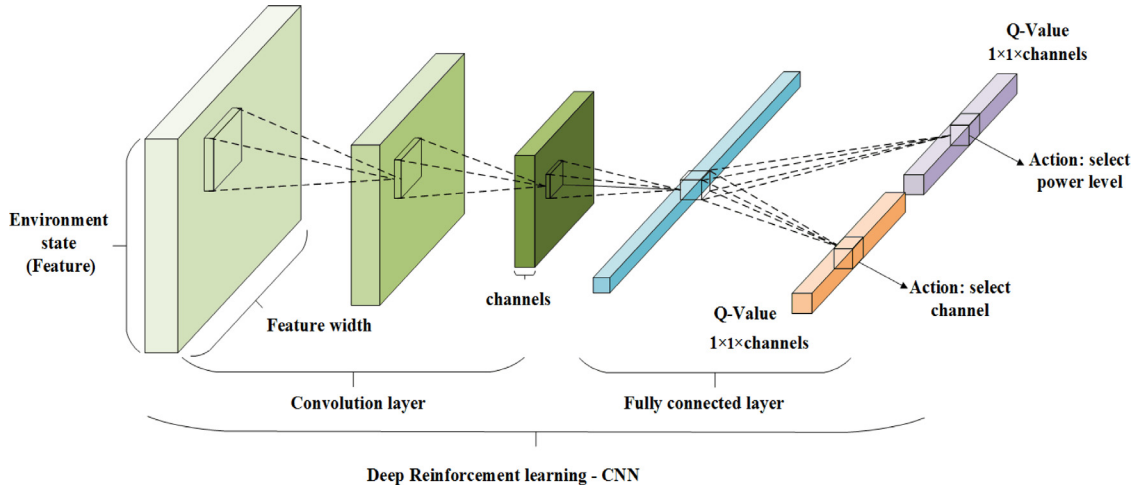 Q-Value
1×1×channels
Action: select
power level
Environment
state
(Feature)
Feature width
channels
Action: select
channel
Q-Value
1×1×channels
Convolution layer
Fully connected layer
Deep Reinforcement learning - CNN